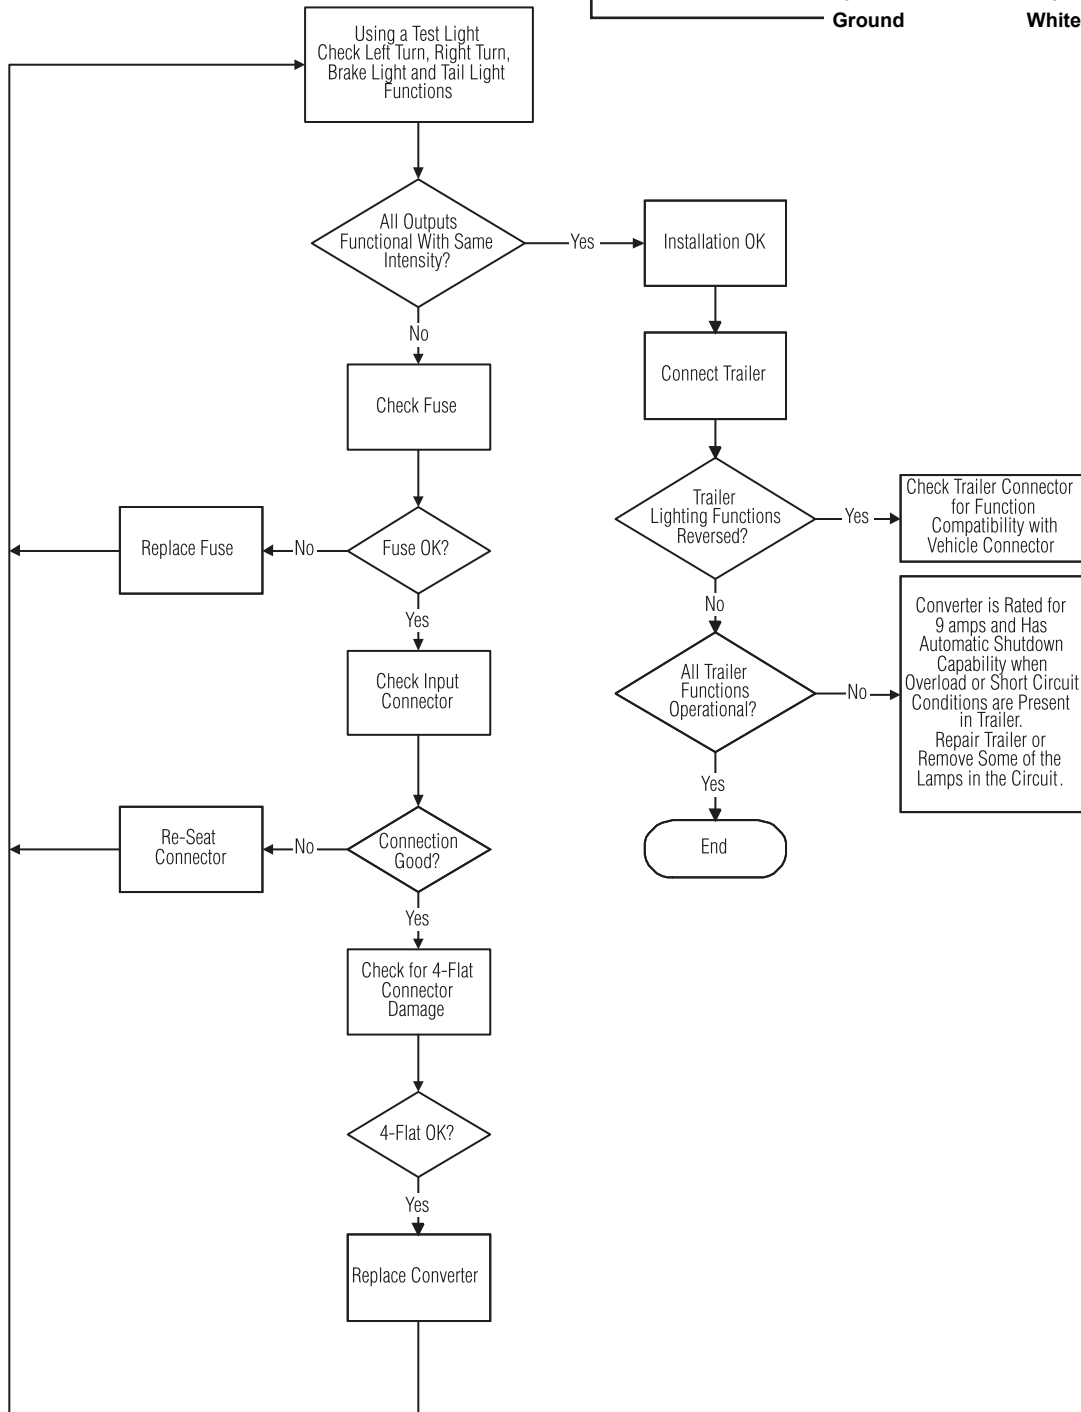 Ground White
Using a Test Light
Check Left Turn, Right Turn,
Brake Light and Tail Light
Functions
All Outputs
Functional With Same
Intensity?
Yes
Installation OK
No
Check Fuse
Connect Trailer
Trailer
Lighting Functions
Reversed?
Yes
Check Trailer Connector
for Function
Compatibility with
Vehicle Connector
Replace Fuse
No
Fuse OK?
Yes
No
Check Input
Connector
All Trailer
Functions
Operational?
No
Converter is Rated for
9 amps and Has
Automatic Shutdown
Capability when
Overload or Short Circuit
Conditions are Present
in Trailer.
Repair Trailer or
Remove Some of the
Lamps in the Circuit.
Yes
End
Re-Seat
Connector
No
Connection
Good?
Yes
Check for 4-Flat
Connector
Damage
4-Flat OK?
Yes
Replace Converter